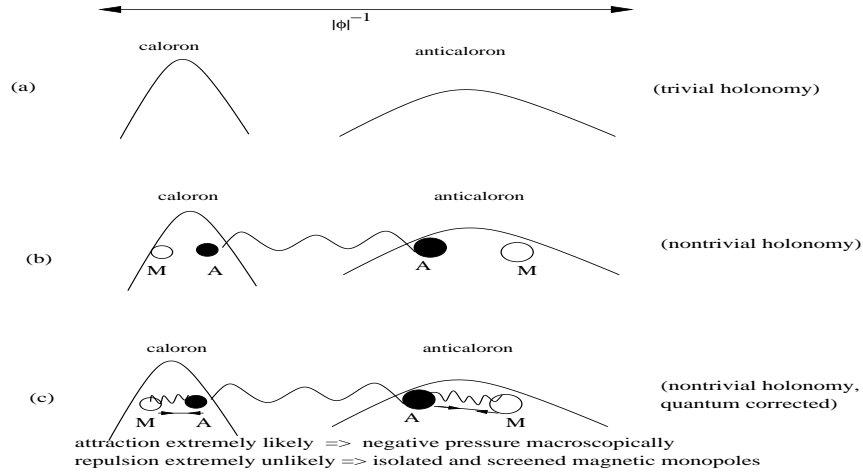 |ϕ|⁻¹
caloron
anticaloron
(a)
(trivial holonomy)
caloron
anticaloron
(b)
M
A
A
M
(nontrivial holonomy)
caloron
anticaloron
(c)
M
A
A
M
(nontrivial holonomy,
quantum corrected)
attraction extremely likely => negative pressure macroscopically
repulsion extremely unlikely => isolated and screened magnetic monopoles